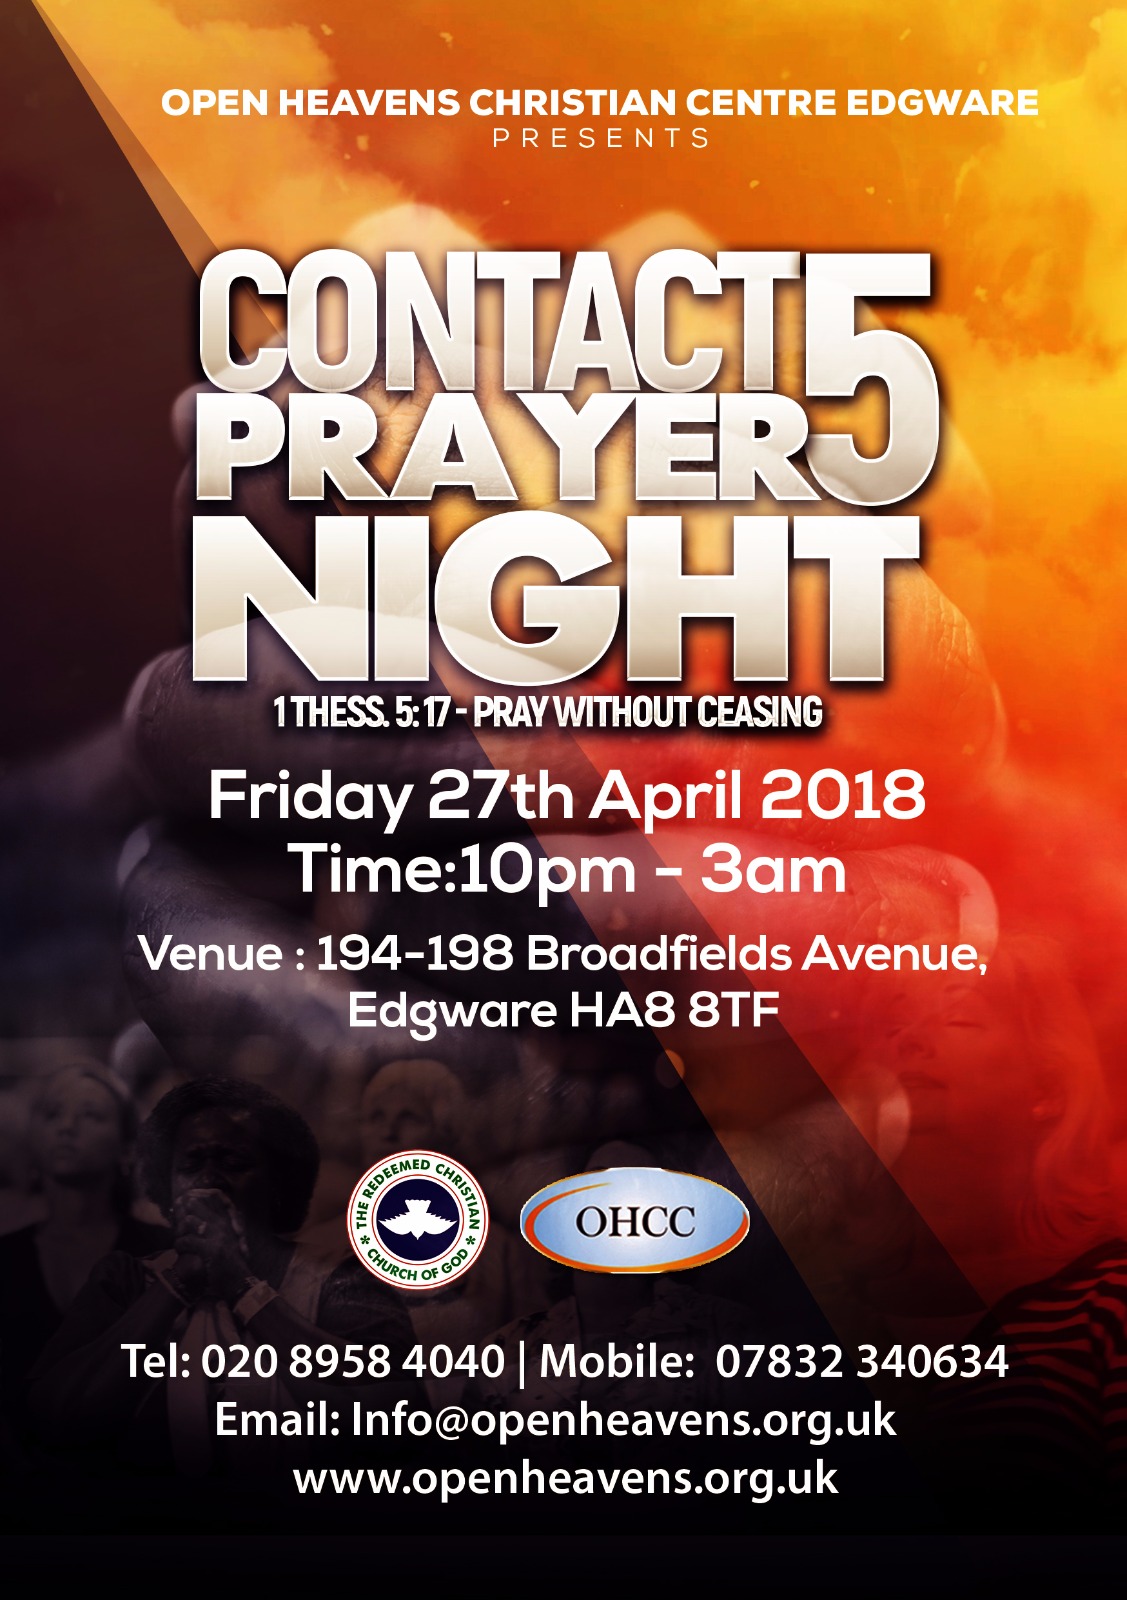 OPEN HEAVENS CHRISTIAN CENTRE EDGWARE
PRESENTS
CONTACT 5
PRAYER
NIGHT
1 THESS. 5:17 - PRAY WITHOUT CEASING
Friday 27th April 2018
Time:10pm - 3am
Venue : 194-198 Broadfields Avenue,
Edgware HA8 8TF
THE REDEEMED CHRISTIAN
* CHURCH OF GOD *
OHCC
Tel: 020 8958 4040 | Mobile: 07832 340634
Email: Info@openheavens.org.uk
www.openheavens.org.uk